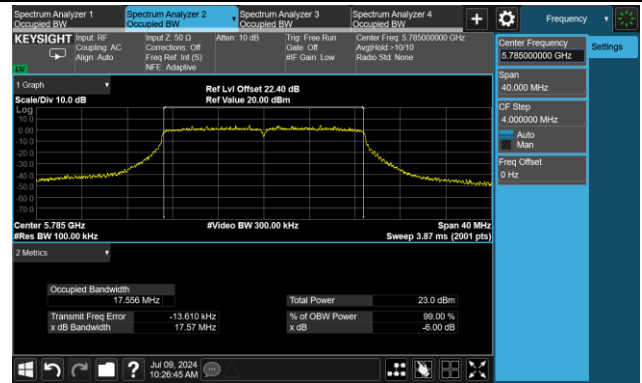 Spectrum Analyzer 1
Occupied BW
Spectrum Analyzer 2
Occupied BW
Spectrum Analyzer 3
Occupied BW
Spectrum Analyzer 4
Occupied BW
+
Frequency
KEYSIGHT
Input: RF
Coupling: AC
Align: Auto
Input Z: 50 Ω
Corrections: Off
Freq Ref: Int (S)
NFE: Adaptive
Atten: 10 dB
Trig: Free Run
Gate: Off
#IF Gain: Low
Center Freq: 5.785000000 GHz
Avg|Hold:>10/10
Radio Std: None
Center Frequency
5.785000000 GHz
Settings
Span
40.000 MHz
CF Step
4.000000 MHz
Auto
Man
Freq Offset
0 Hz
1 Graph
Scale/Div 10.0 dB
Ref Lvl Offset 22.40 dB
Ref Value 20.00 dBm
Log
10.0
0.00
-10.0
-20.0
-30.0
-40.0
-50.0
-60.0
-70.0
Center 5.785 GHz
#Res BW 100.00 kHz
#Video BW 300.00 kHz
Span 40 MHz
Sweep 3.87 ms (2001 pts)
2 Metrics
Occupied Bandwidth
17.556 MHz
Total Power 23.0 dBm
Transmit Freq Error -13.610 kHz
% of OBW Power 99.00 %
x dB Bandwidth 17.57 MHz
x dB -6.00 dB
?
Jul 09, 2024
10:26:45 AM